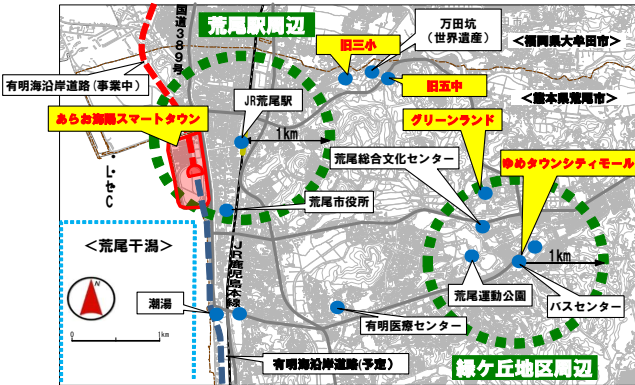 荒尾駅周辺
国道389号
旧三小
万田坑
(世界遺産)
<福岡県大牟田市>
有明海沿岸道路(事業中)
旧五中
<熊本県荒尾市>
JR荒尾駅
あらお海陽スマートタウン
グリーンランド
1km
荒尾総合文化センター
ゆめタウンシティモール
L=C
荒尾市役所
<荒尾干潟>
JR鹿児島本線
N
1km
荒尾運動公園
バスセンター
潮湯
有明医療センター
0
1km
有明海沿岸道路(予定)
緑ケ丘地区周辺